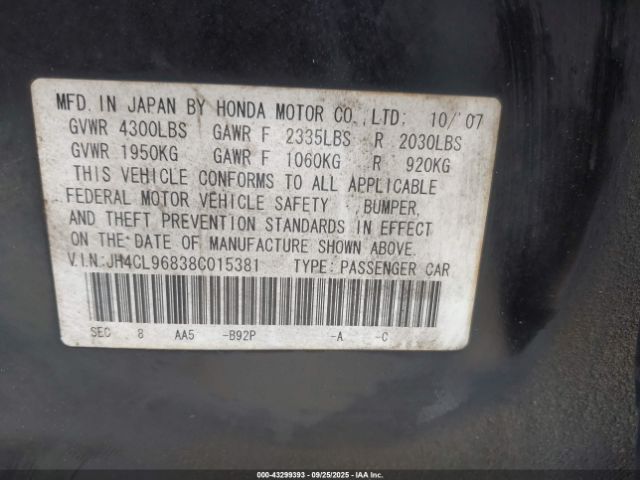 MFD. IN JAPAN BY HONDA MOTOR CO., LTD: 10/'07
GVWR 4300LBS GAWR F 2335LBS R 2030LBS
GVWR 1950KG GAWR F 1060KG R 920KG
THIS VEHICLE CONFORMS TO ALL APPLICABLE
FEDERAL MOTOR VEHICLE SAFETY, BUMPER,
AND THEFT PREVENTION STANDARDS IN EFFECT
ON THE DATE OF MANUFACTURE SHOWN ABOVE.
V.I.N:JH4CL96838C015381 TYPE:PASSENGER CAR
SEC 8 AA5 -B92P -A -C
00-43299393 - 09/25/2025 - COPYRIGHT IAA, INC.